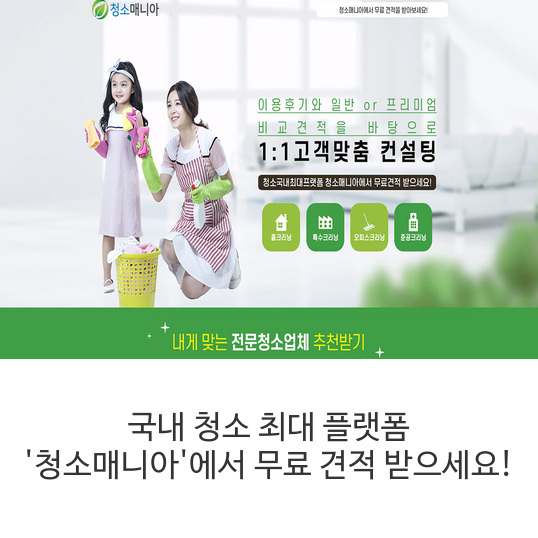 청소매니아
청소매니아에서 무료 견적을 받아보세요!
이용후기와 일반 or 프리미엄
비교견적을 바탕으로
1:1고객맞춤 컨설팅
청소국내최대프랫폼 청소매니아에서 무료견적 받으세요!
홈크리닝 특수크리닝 오피스크리닝 준공크리닝
내게 맞는 전문청소업체 추천받기
국내 청소 최대 플랫폼
'청소매니아'에서 무료 견적 받으세요!